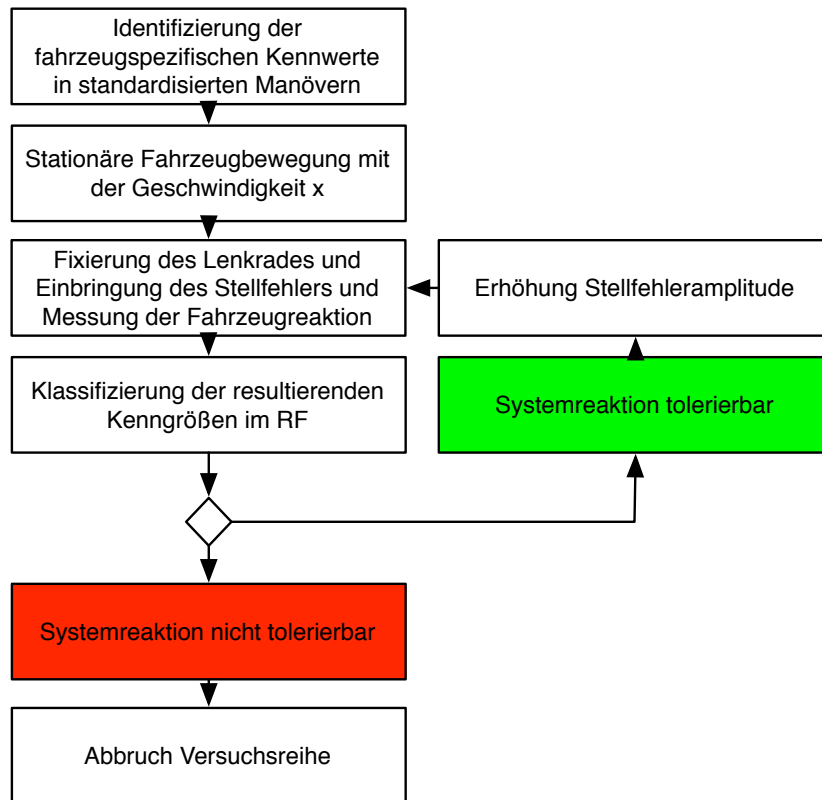 Identifizierung der
fahrzeugspezifischen Kennwerte
in standardisierten Manövern
Stationäre Fahrzeugbewegung mit
der Geschwindigkeit x
Fixierung des Lenkrades und
Einbringung des Stellfehlers und
Messung der Fahrzeugreaktion
Erhöhung Stellfehleramplitude
Klassifizierung der resultierenden
Kenngrößen im RF
Systemreaktion tolerierbar
Systemreaktion nicht tolerierbar
Abbruch Versuchsreihe